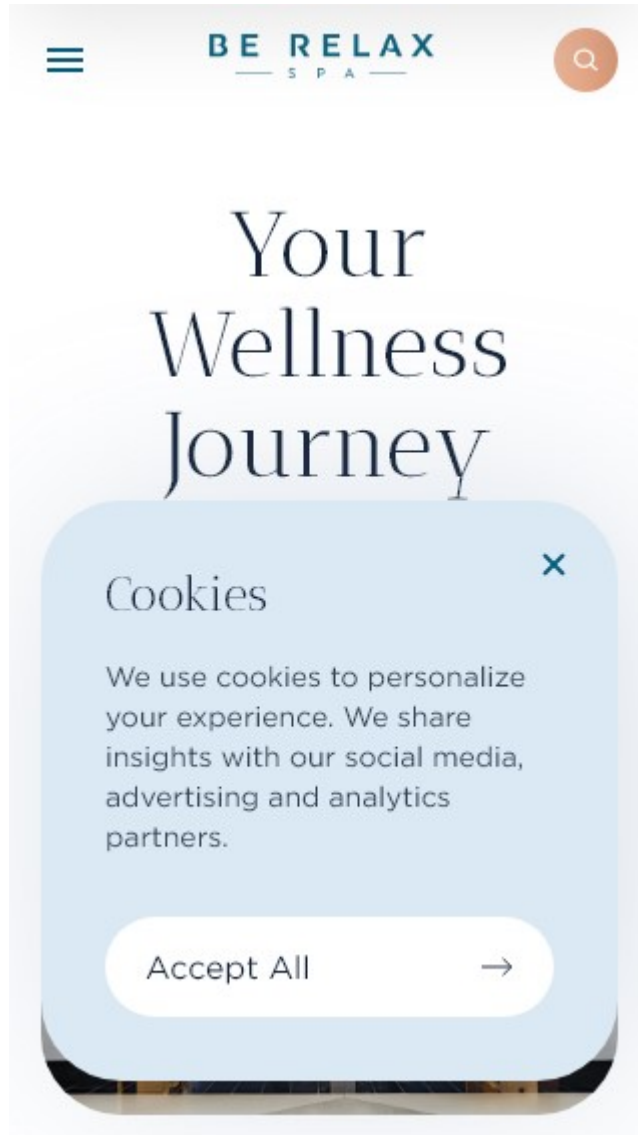 BE RELAX
SPA
Your
Wellness
Journey
Cookies
We use cookies to personalize
your experience. We share
insights with our social media,
advertising and analytics
partners.
Accept All